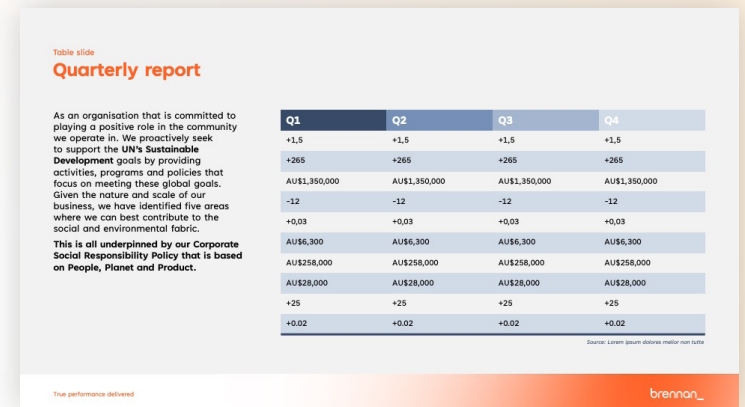 Table slide
Quarterly report
As an organisation that is committed to
playing a positive role in the community
we operate in. We proactively seek
to support the UN's Sustainable
Development goals by providing
activities, programs and policies that
focus on meeting these global goals.
Given the nature and scale of our
business, we have identified five areas
where we can best contribute to the
social and environmental fabric.
This is all underpinned by our Corporate
Social Responsibility Policy that is based
on People, Planet and Product.
Q1 Q2 Q3 Q4
+1,5 +1,5 +1,5 +1,5
+265 +265 +265 +265
AU$1,350,000 AU$1,350,000 AU$1,350,000 AU$1,350,000
-12 -12 -12 -12
+0,03 +0,03 +0,03 +0,03
AU$6,300 AU$6,300 AU$6,300 AU$6,300
AU$258,000 AU$258,000 AU$258,000 AU$258,000
AU$28,000 AU$28,000 AU$28,000 AU$28,000
+25 +25 +25 +25
+0.02 +0.02 +0.02 +0.02
Source: Lorem ipsum dolores melior non tutte
True performance delivered
brennan_